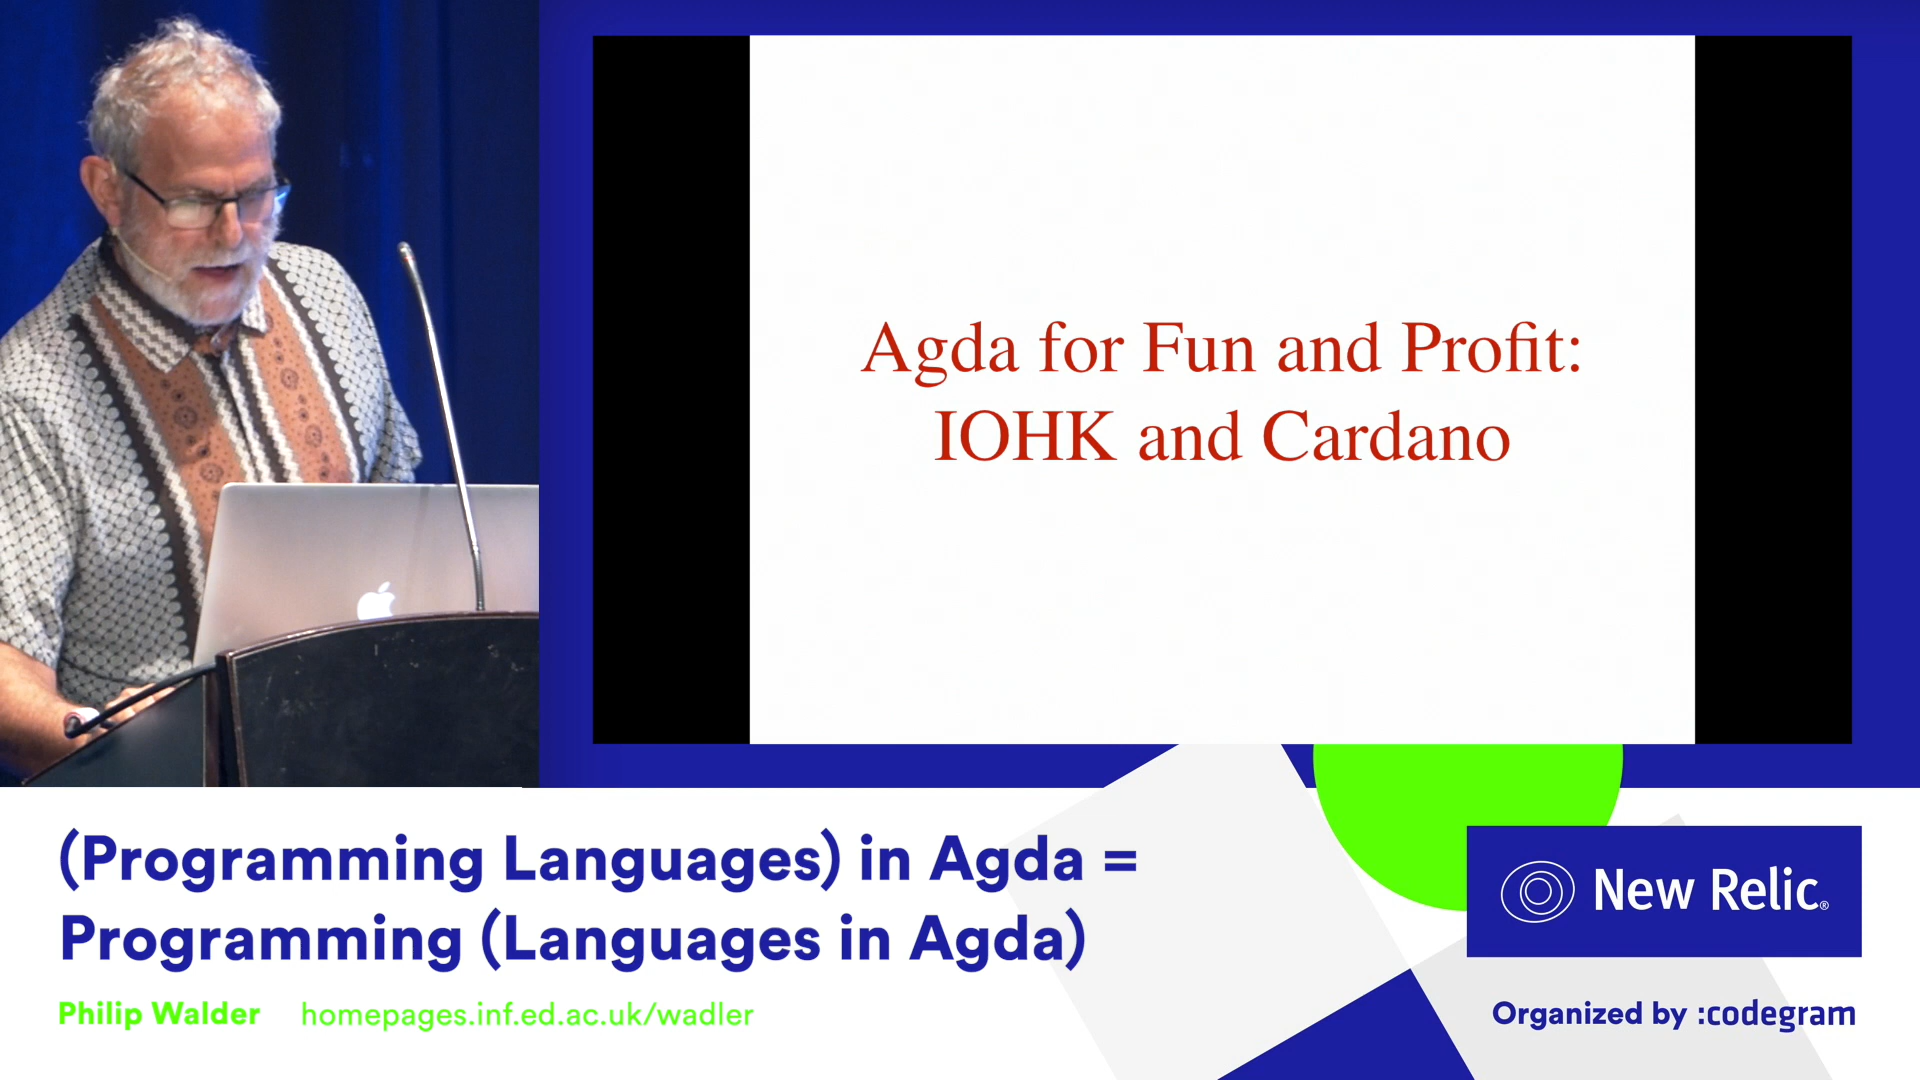 Agda for Fun and Profit:
IOHK and Cardano
(Programming Languages) in Agda =
Programming (Languages in Agda)
Philip Walder homepages.inf.ed.ac.uk/wadler
New Relic®
Organized by :codegram